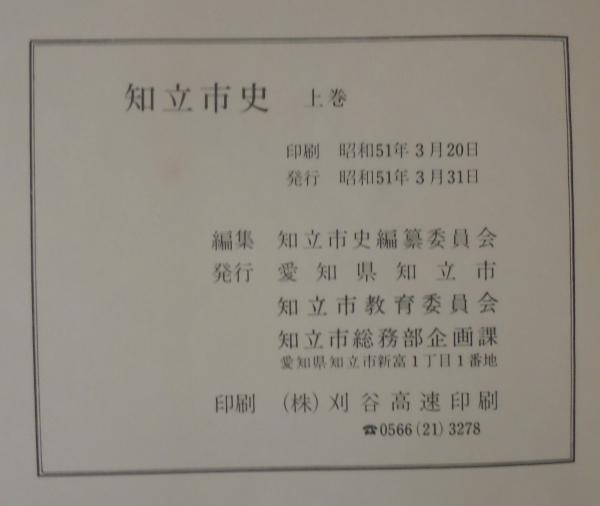 知立市史 上巻
印刷 昭和51年3月20日
発行 昭和51年3月31日
編集 知立市史編纂委員会
発行 愛知県知立市
知立市教育委員会
知立市総務部企画課
愛知県知立市新富1丁目1番地
印刷 (株)刈谷高速印刷
☎0566(21)3278